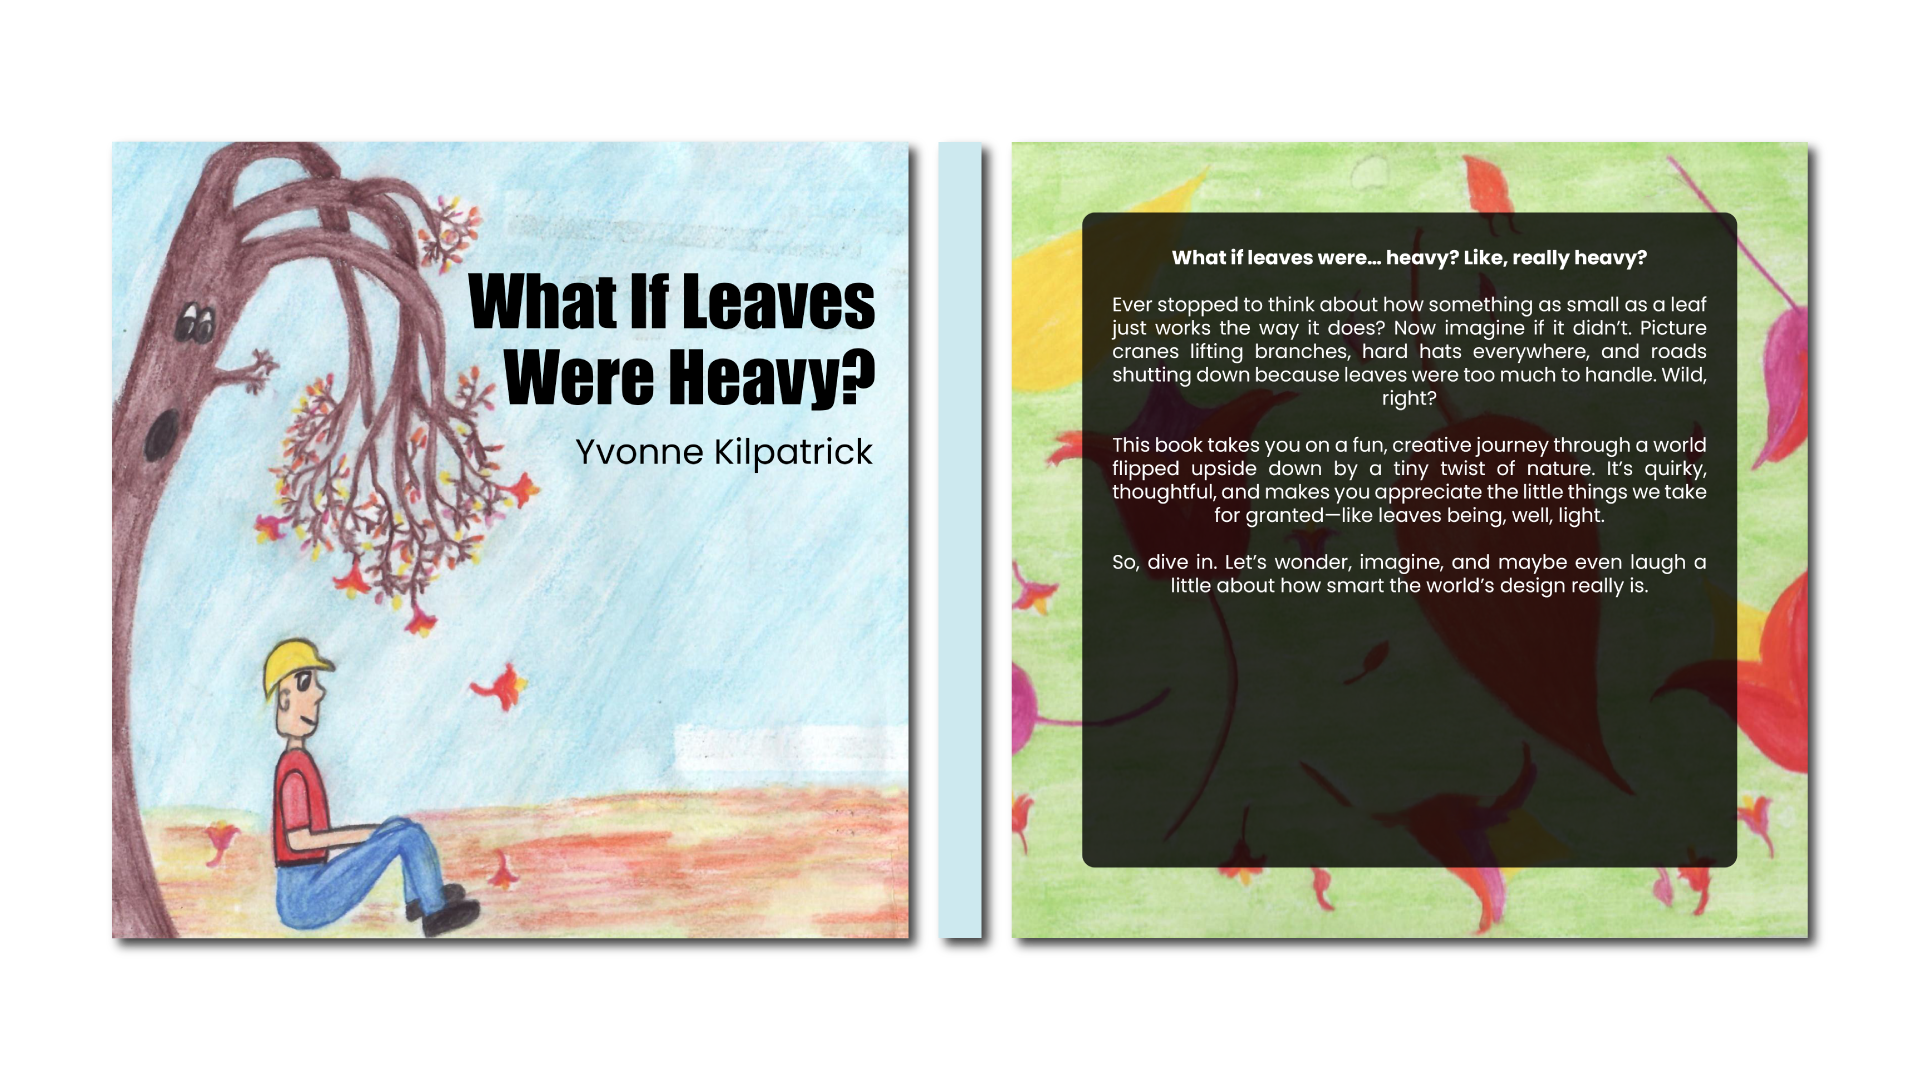 What If Leaves
Were Heavy?
Yvonne Kilpatrick
What if leaves were... heavy? Like, really heavy?
Ever stopped to think about how something as small as a leaf
just works the way it does? Now imagine if it didn’t. Picture
cranes lifting branches, hard hats everywhere, and roads
shutting down because leaves were too much to handle. Wild,
right?
This book takes you on a fun, creative journey through a world
flipped upside down by a tiny twist of nature. It’s quirky,
thoughtful, and makes you appreciate the little things we take
for granted—like leaves being, well, light.
So, dive in. Let’s wonder, imagine, and maybe even laugh a
little about how smart the world’s design really is.